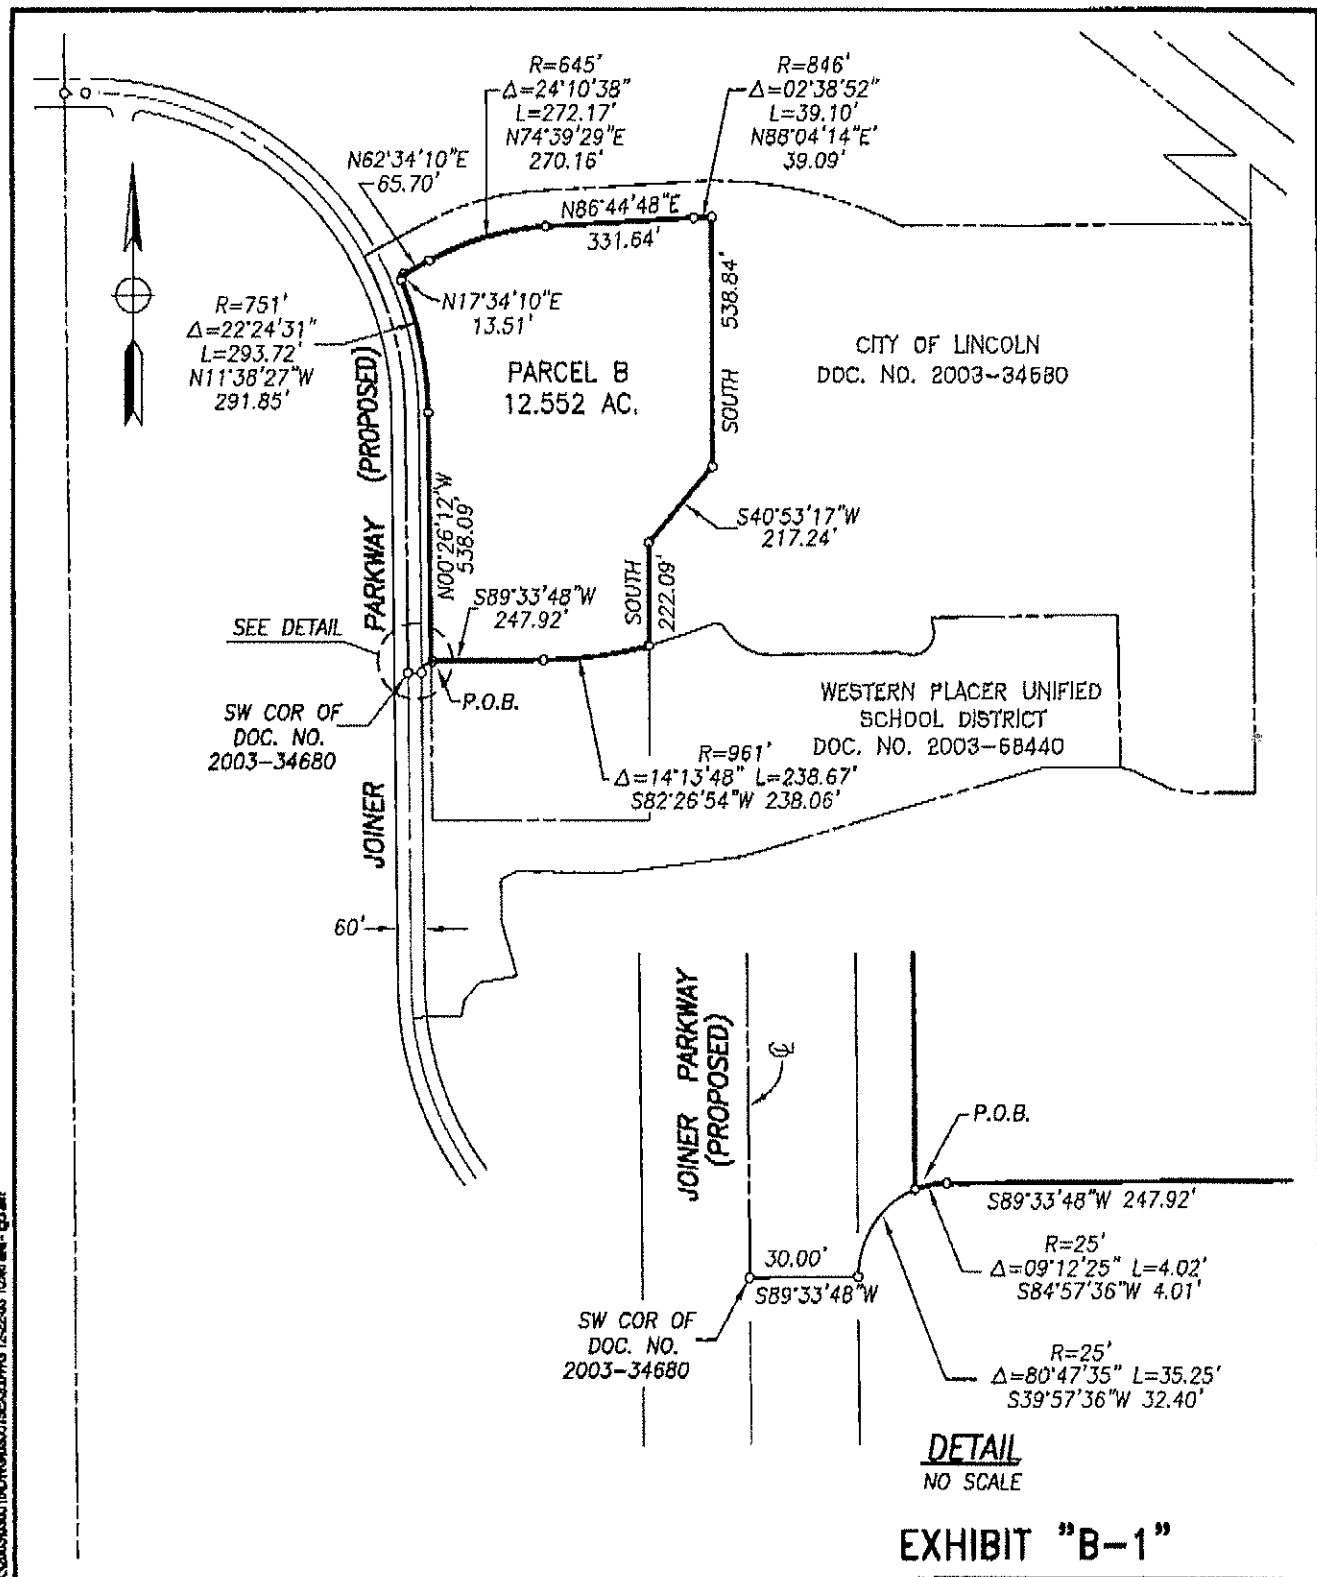 R=645'
Δ=24°10'38"
L=272.17'
N74°39'29"E
270.16'
R=846'
Δ=02°38'52"
L=39.10'
N88°04'14"E'
39.09'
N62°34'10"E
65.70'
N86°44'48"E
331.64'
N17°34'10"E
13.51'
538.84'
SOUTH
R=751'
Δ=22°24'31"
L=293.72'
N11°38'27"W
291.85'
PARCEL B
12.552 AC.
CITY OF LINCOLN
DOC. NO. 2003-34680
JOINER PARKWAY (PROPOSED)
N00°26'12"W
538.09'
S40°53'17"W
217.24'
SOUTH
222.09'
S89°33'48"W
247.92'
SEE DETAIL
P.O.B.
SW COR OF
DOC. NO.
2003-34680
WESTERN PLACER UNIFIED
SCHOOL DISTRICT
DOC. NO. 2003-68440
R=961'
Δ=14°13'48" L=238.67'
S82°26'54"W 238.06'
60'
JOINER PARKWAY
(PROPOSED)
P.O.B.
S89°33'48"W 247.92'
R=25'
Δ=09°12'25" L=4.02'
S84°57'36"W 4.01'
30.00'
S89°33'48"W
SW COR OF
DOC. NO.
2003-34680
R=25'
Δ=80°47'35" L=35.25'
S39°57'36"W 32.40'
DETAIL
NO SCALE
EXHIBIT "B-1"